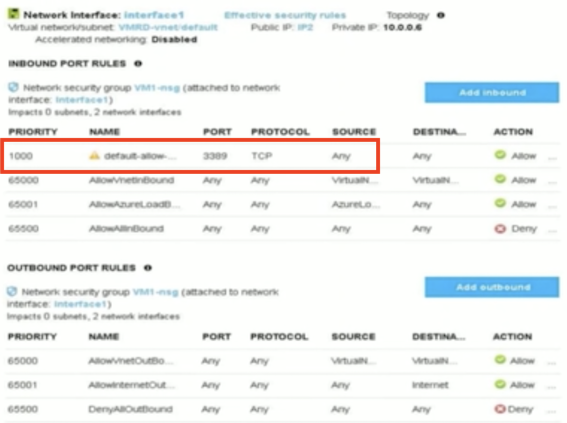 Network Interface: interface1 Effective security rules Topology
Virtual network/subnet: VMRD-vnet/default Public IP: IP2 Private IP: 10.0.0.6
Accelerated networking: Disabled
INBOUND PORT RULES
Network security group VM1-nsg (attached to network
interface: Interface1)
Impacts 0 subnets, 2 network interfaces
Add inbound
PRIORITY NAME PORT PROTOCOL SOURCE DESTINA... ACTION
1000 default-allow-... 3389 TCP Any Any Allow ...
65000 AllowVnetInBound Any Any VirtualN... VirtualN... Allow ...
65001 AllowAzureLoadB... Any Any AzureLo... Any Allow ...
65500 AllowAllInBound Any Any Any Any Deny ...
OUTBOUND PORT RULES
Network security group VM1-nsg (attached to network
interface: Interface1)
Impacts 0 subnets, 2 network interfaces
Add outbound
PRIORITY NAME PORT PROTOCOL SOURCE DESTINA... ACTION
65000 AllowVnetOutBo... Any Any VirtualN... VirtualN... Allow ...
65001 AllowInternetOut... Any Any Any Internet Allow ...
65500 DenyAllOutBound Any Any Any Any Deny ...